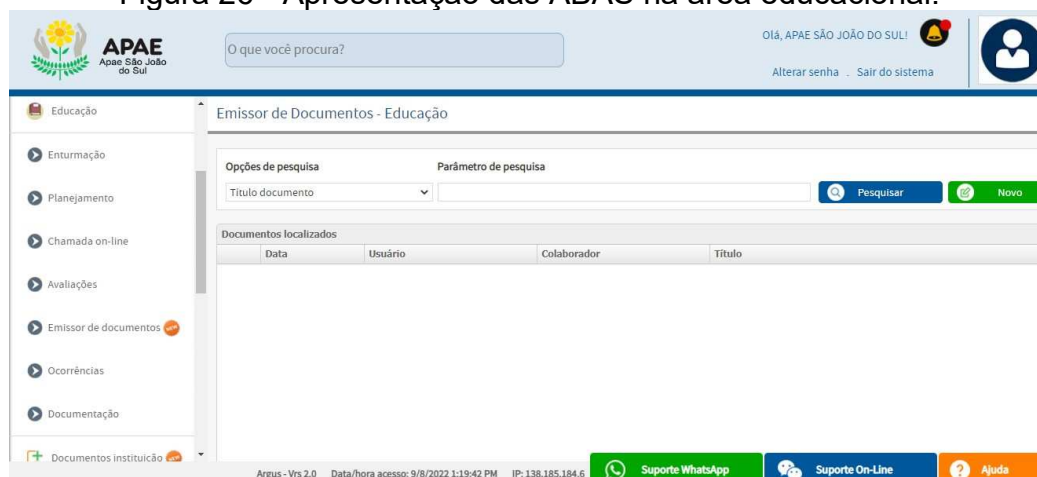 Figura 26 - Apresentação das ABAS na área educacional.
APAE
Apae São João
do Sul
O que você procura?
Olá, APAE SÃO JOÃO DO SUL!
Alterar senha . Sair do sistema
Educação
Enturmação
Planejamento
Chamada on-line
Avaliações
Emissor de documentos NEW
Ocorrências
Documentação
Documentos instituicão NEW
Emissor de Documentos - Educação
Opções de pesquisa Parâmetro de pesquisa
Título documento Pesquisar Novo
Documentos localizados
Data Usuário Colaborador Título
Argus - Vrs 2.0 Data/hora acesso: 9/8/2022 1:19:42 PM IP: 138.185.184.6 Suporte WhatsApp Suporte On-Line Ajuda